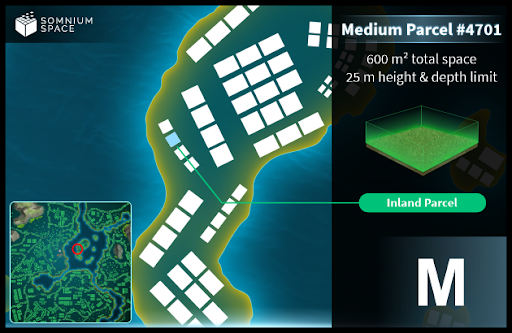 SOMNIUM
SPACE
Medium Parcel #4701
600 m² total space
25 m height & depth limit
Inland Parcel
M